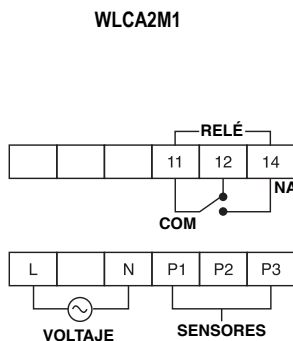 WLCA2M1
RELÉ
11 12 14
NA
COM
L N P1 P2 P3
VOLTAJE SENSORES